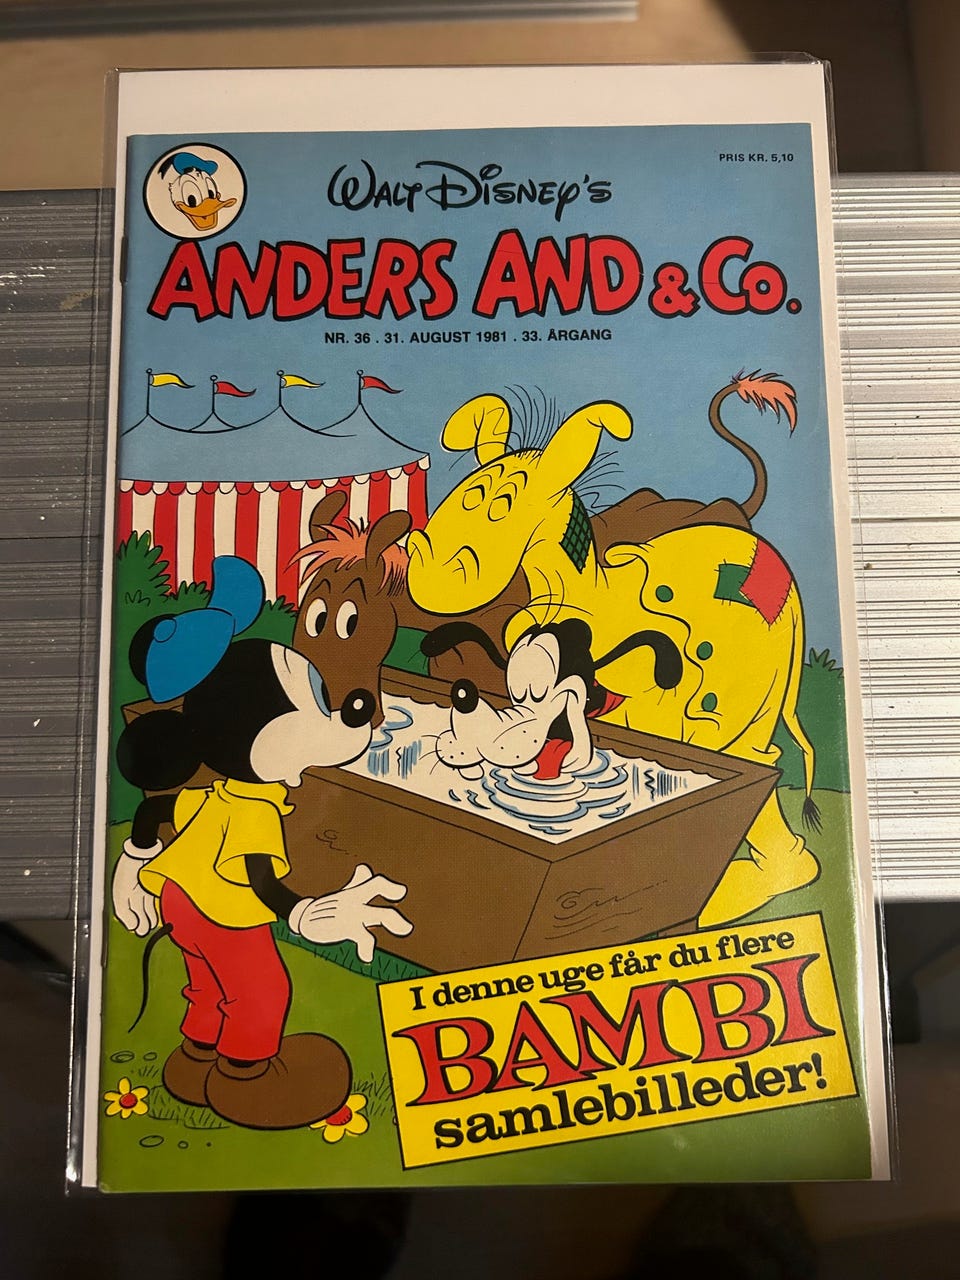 PRIS KR. 5,10
WALT DISNEY'S
ANDERS AND & Co.
NR. 36 . 31. AUGUST 1981 . 33. ÅRGANG
I denne uge får du flere
BAMBI
samlebilleder!